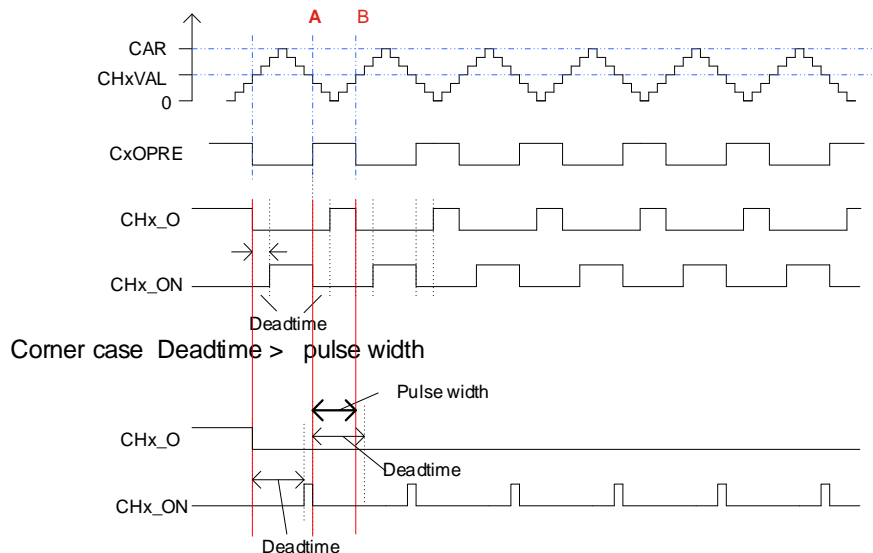 A B
CAR
CHxVAL
0
CxOPRE
CHx_O
CHx_ON
Deadtime
Corner case Deadtime > pulse width
Pulse width
CHx_O
Deadtime
CHx_ON
Deadtime